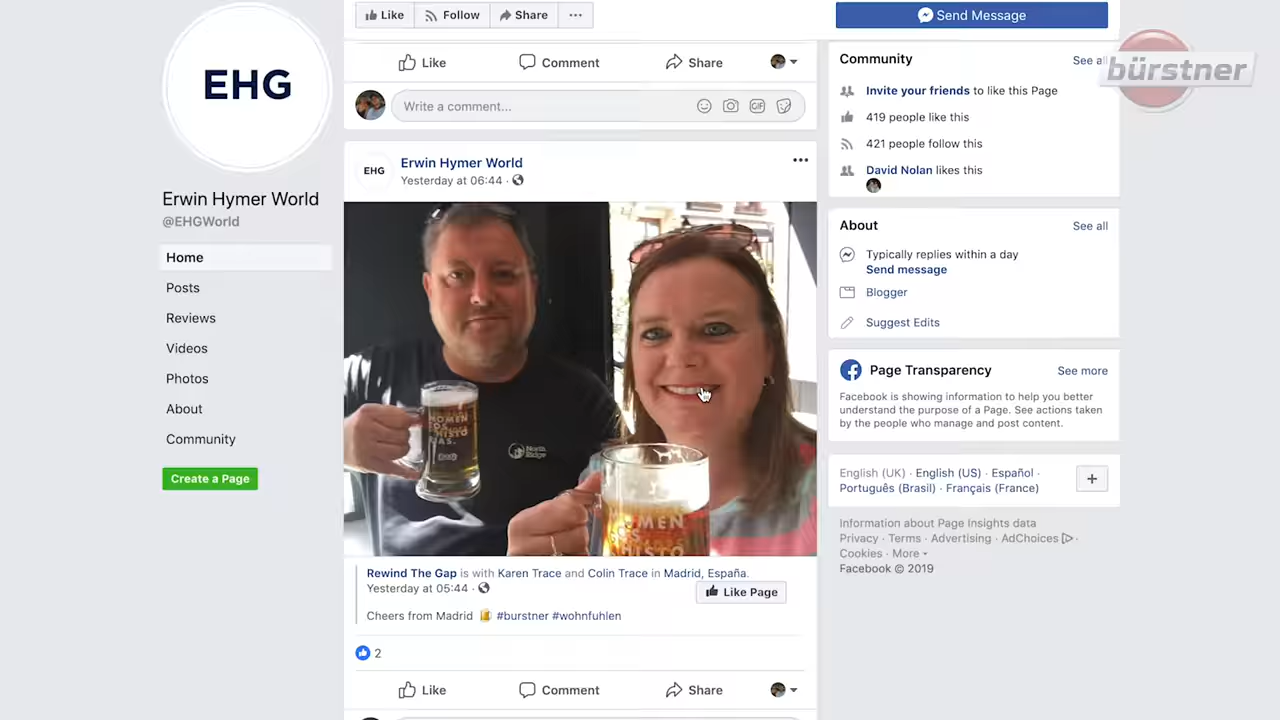 Like
Follow
Share
Send Message
bürstner
EHG
Erwin Hymer World
@EHGWorld
Home
Posts
Reviews
Videos
Photos
About
Community
Create a Page
Like
Comment
Share
Write a comment...
GIF
EHG
Erwin Hymer World
Yesterday at 06:44 ·
North
Ridge
Rewind The Gap is with Karen Trace and Colin Trace in Madrid, España.
Yesterday at 05:44 ·
Like Page
Cheers from Madrid 🍺 #burstner #wohnfuhlen
2
Like
Comment
Share
Community
See all
Invite your friends to like this Page
419 people like this
421 people follow this
David Nolan likes this
About
See all
Typically replies within a day
Send message
Blogger
Suggest Edits
Page Transparency
See more
Facebook is showing information to help you better
understand the purpose of a Page. See actions taken
by the people who manage and post content.
English (UK) · English (US) · Español ·
Português (Brasil) · Français (France)
+
Information about Page Insights data
Privacy · Terms · Advertising · AdChoices ·
Cookies · More
Facebook © 2019